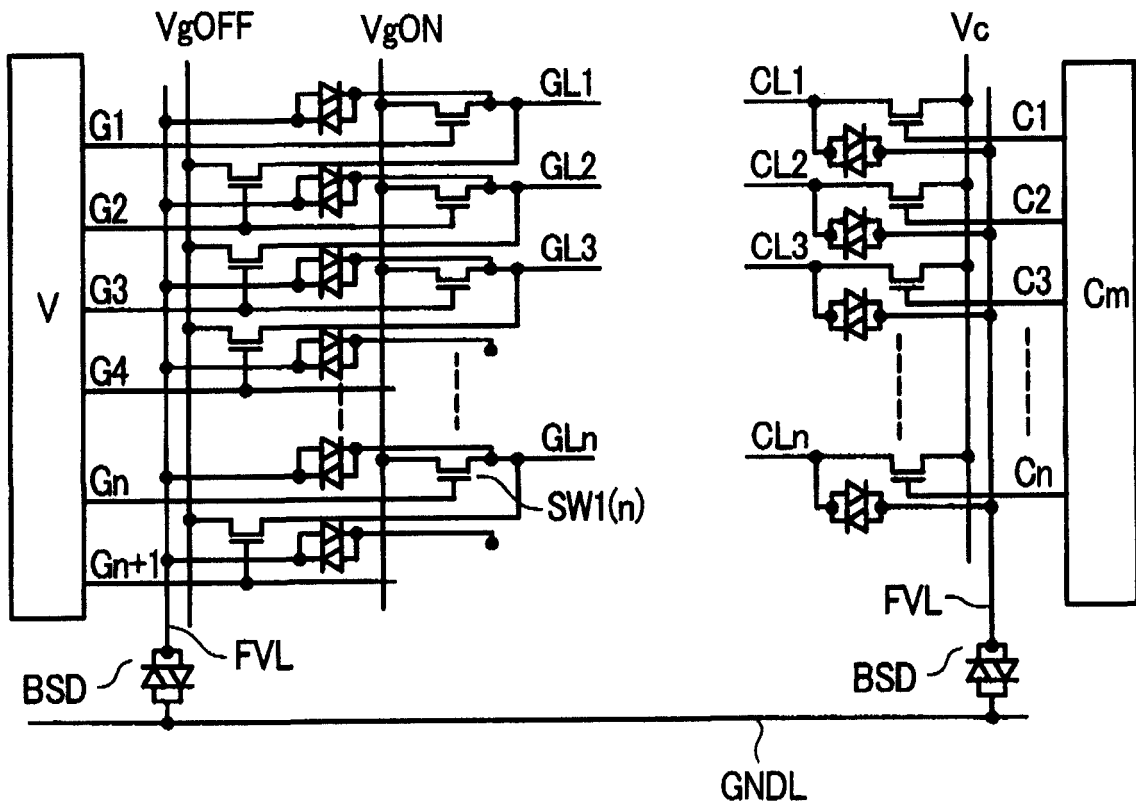 VgOFF VgON Vc
GL1 CL1
G1 C1
GL2 CL2
G2 C2
GL3 CL3
V G3 C3 Cm
G4
GLn CLn
Gn Cn
SW1(n)
Gn+1
FVL FVL
BSD BSD
GNDL